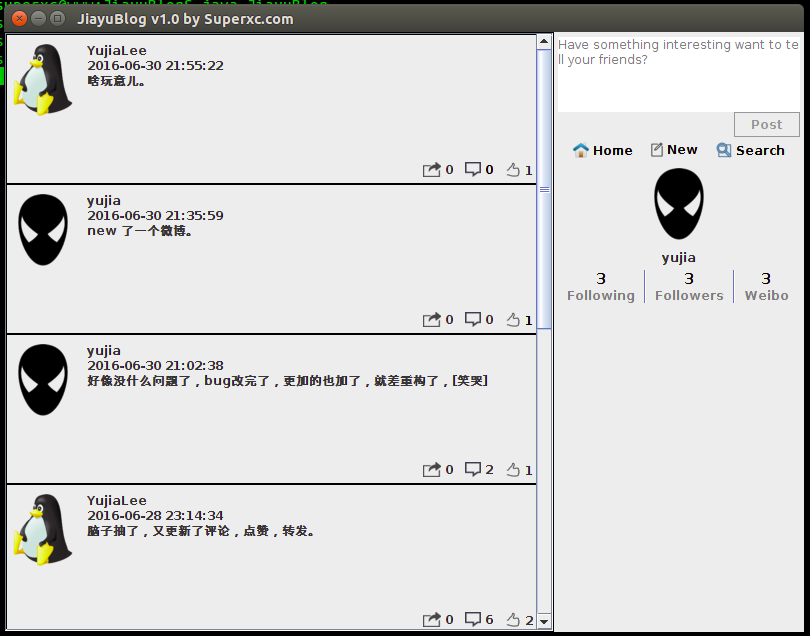 JiayuBlog v1.0 by Superxc.com
YujiaLee
2016-06-30 21:55:22
啥玩意儿。
0 0 1
yujia
2016-06-30 21:35:59
new 了一个微博。
0 0 1
yujia
2016-06-30 21:02:38
好像没什么问题了，bug改完了，更加的也加了，就差重构了，[笑哭]
0 2 1
YujiaLee
2016-06-28 23:14:34
脑子抽了，又更新了评论，点赞，转发。
0 6 2
Have something interesting want to te
ll your friends?
Post
Home New Search
yujia
3 3 3
Following Followers Weibo